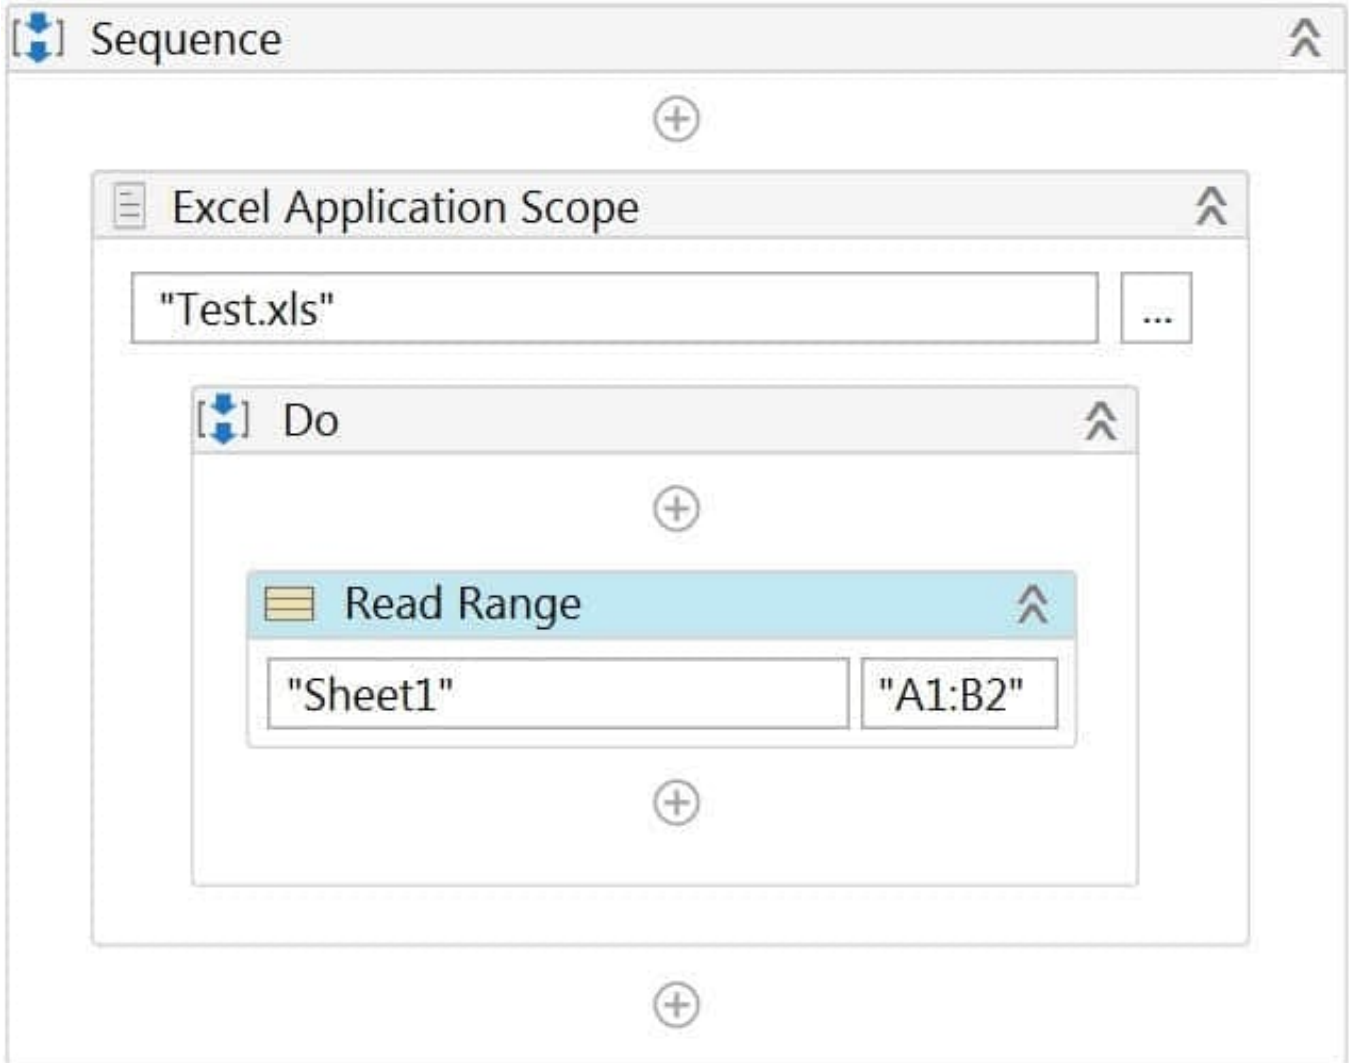 Sequence
Excel Application Scope
"Test.xls" ...
Do
Read Range
"Sheet1" "A1:B2"